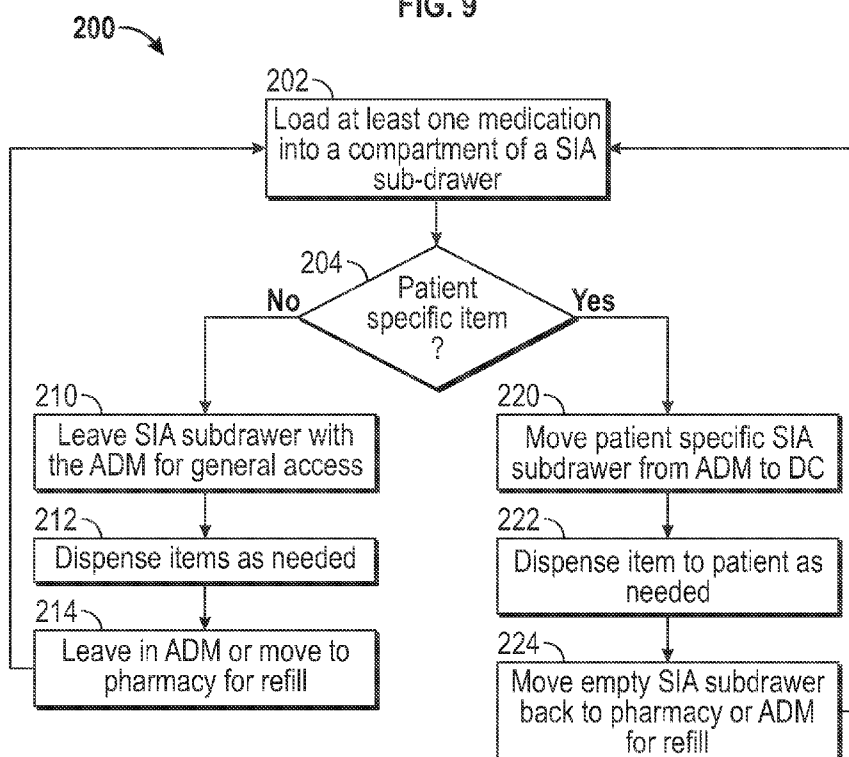 FIG. 9
200
202
Load at least one medication
into a compartment of a SIA
sub-drawer
204
Patient
specific item
?
No
Yes
210
Leave SIA subdrawer with
the ADM for general access
212
Dispense items as needed
214
Leave in ADM or move to
pharmacy for refill
220
Move patient specific SIA
subdrawer from ADM to DC
222
Dispense item to patient as
needed
224
Move empty SIA subdrawer
back to pharmacy or ADM
for refill